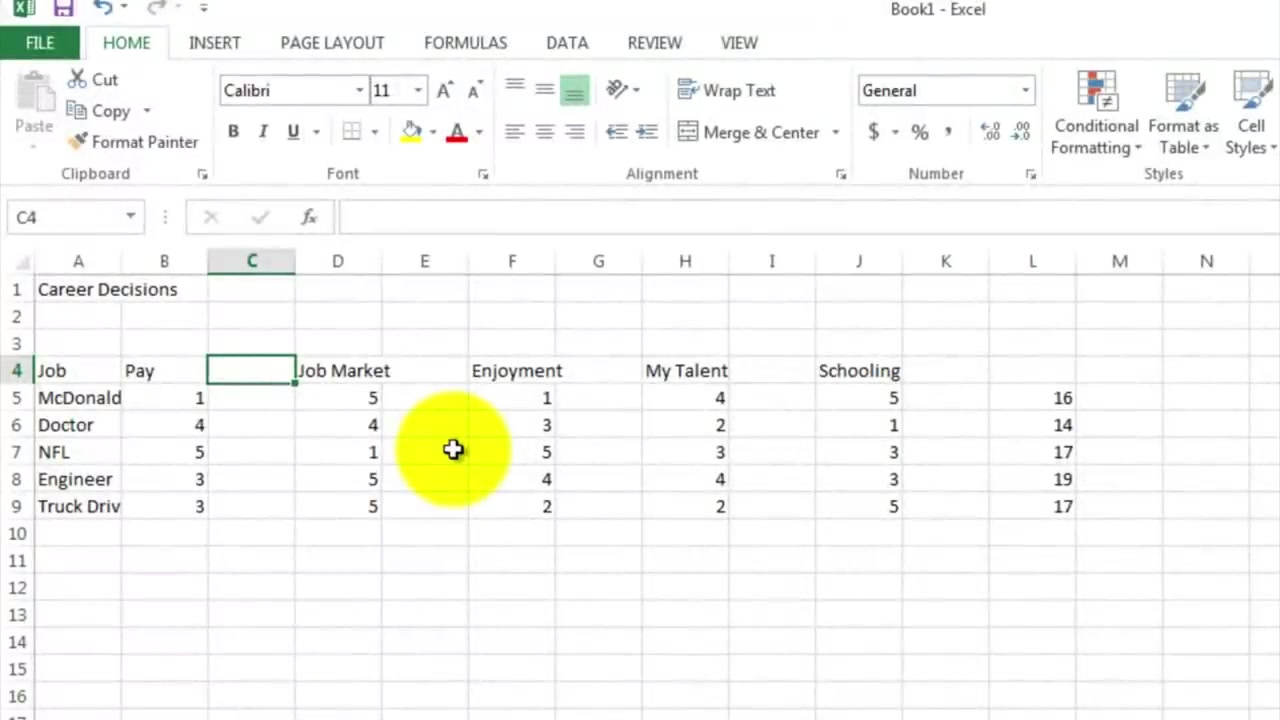 Book1 - Excel
FILE HOME INSERT PAGE LAYOUT FORMULAS DATA REVIEW VIEW
Paste
Cut
Copy
Format Painter
Clipboard
Calibri 11
A A
B I U A
Font
Wrap Text
Merge & Center
Alignment
General
$ % , .00 .00
Number
Conditional Formatting
Format as Table
Cell Styles
Styles
C4 fx
A B C D E F G H I J K L M N
1 Career Decisions
2
3
4 Job Pay Job Market Enjoyment My Talent Schooling
5 McDonald 1 5 1 4 5 16
6 Doctor 4 4 3 2 1 14
7 NFL 5 1 5 3 3 17
8 Engineer 3 5 4 4 3 19
9 Truck Driv 3 5 2 2 5 17
10
11
12
13
14
15
16